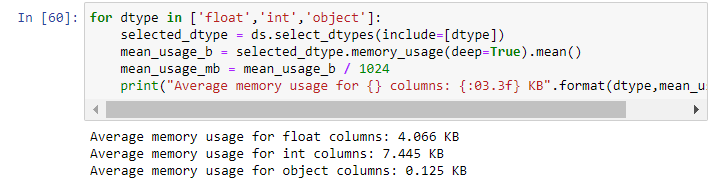 In [60]: for dtype in ['float','int','object']:
    selected_dtype = ds.select_dtypes(include=[dtype])
    mean_usage_b = selected_dtype.memory_usage(deep=True).mean()
    mean_usage_mb = mean_usage_b / 1024
    print("Average memory usage for {} columns: {:03.3f} KB".format(dtype,mean_u
Average memory usage for float columns: 4.066 KB
Average memory usage for int columns: 7.445 KB
Average memory usage for object columns: 0.125 KB